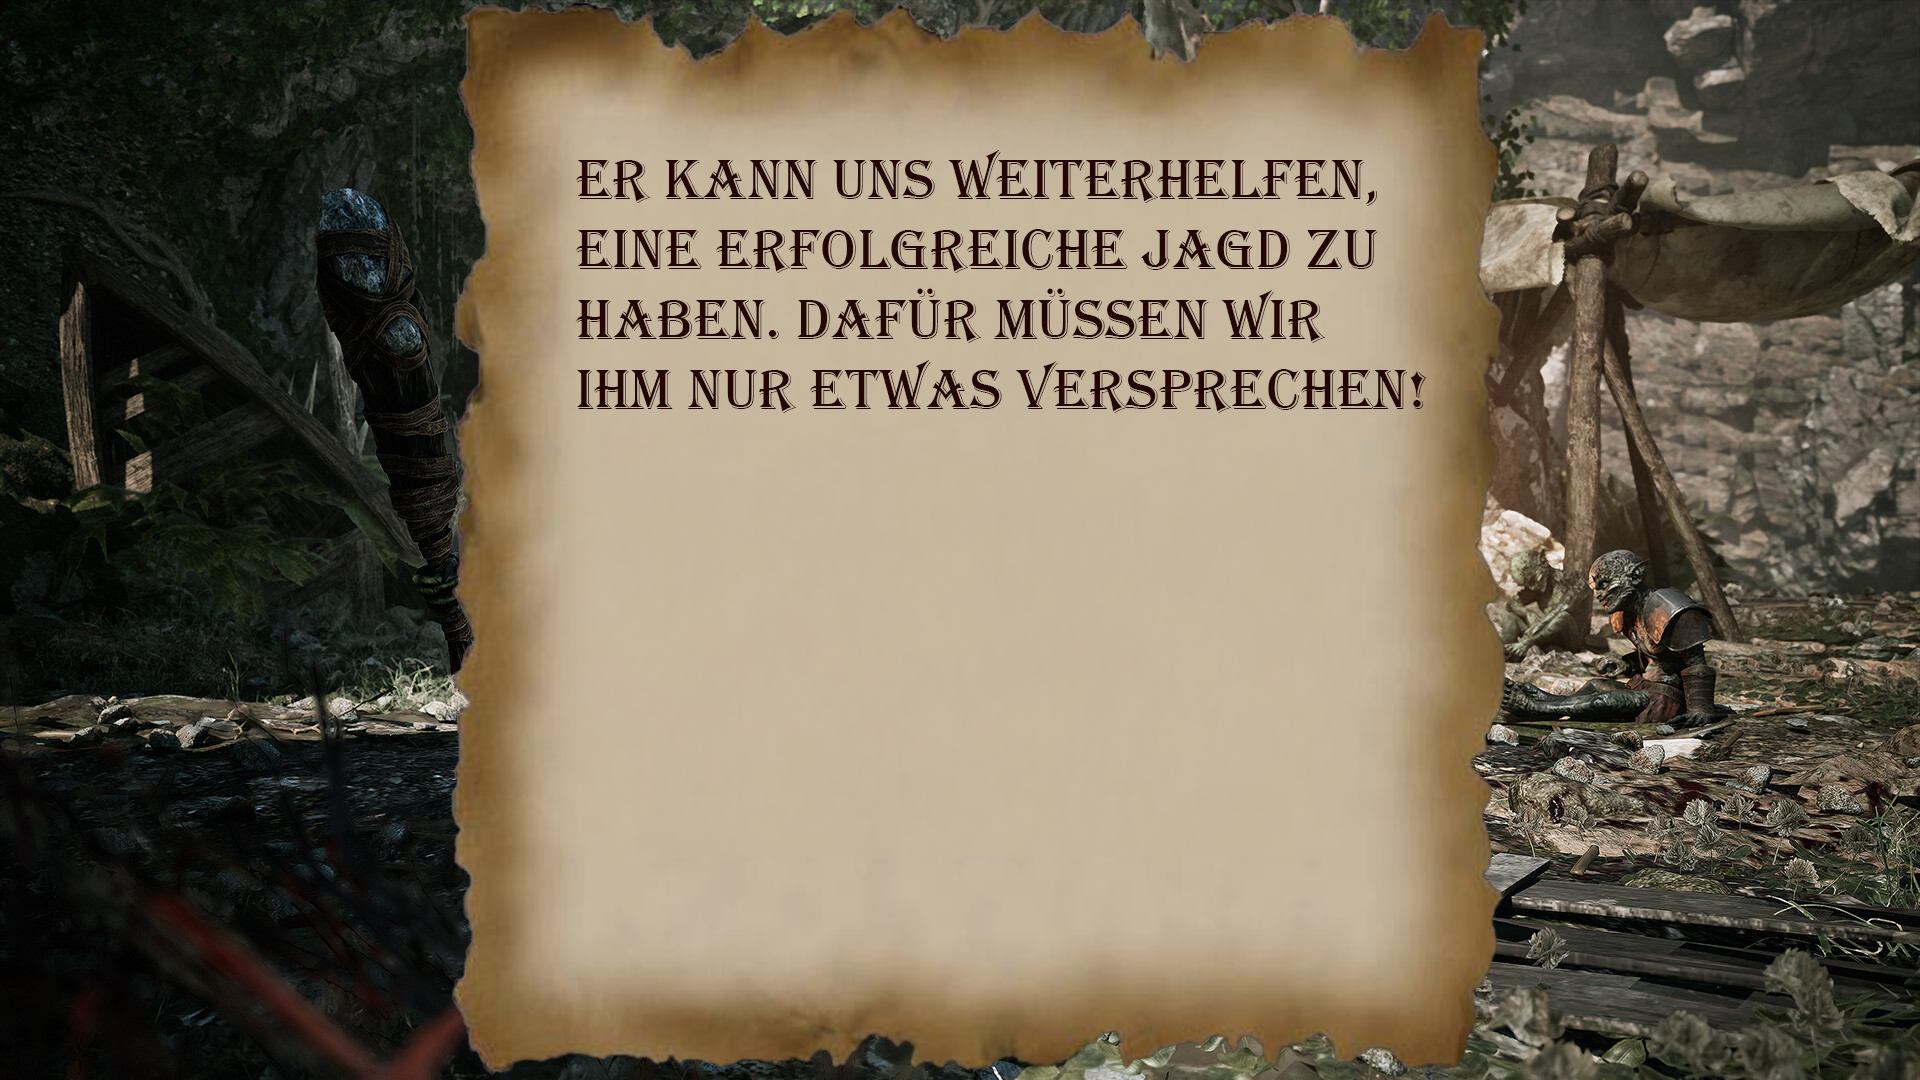 ER KANN UNS WEITERHELFEN,
EINE ERFOLGREICHE JAGD ZU
HABEN. DAFÜR MÜSSEN WIR
IHM NUR ETWAS VERSPRECHEN!